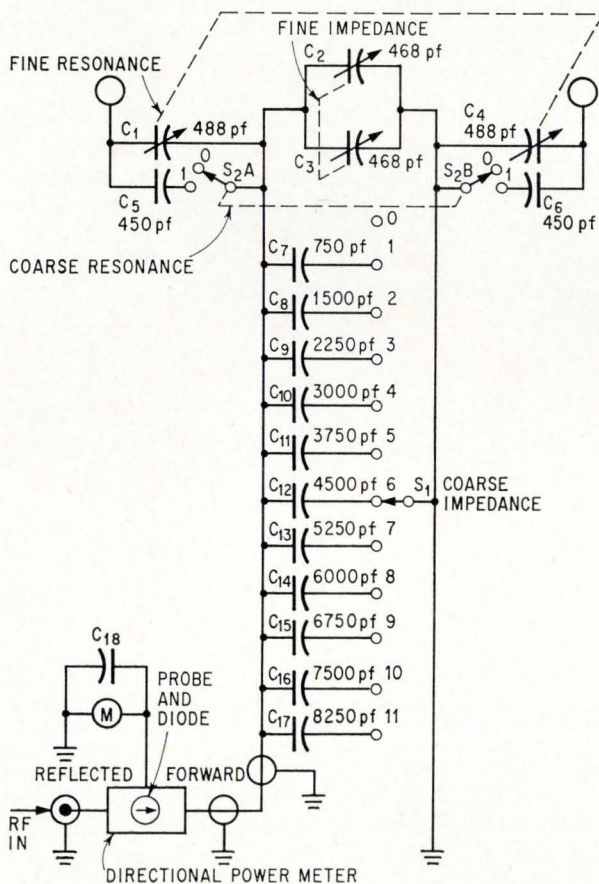 FINE IMPEDANCE
FINE RESONANCE
C2 468 pf
C1 488 pf
C3 468 pf
C4 488 pf
0 S2A
1
S2B 0
1
C5 450 pf
C6 450 pf
COARSE RESONANCE
0
C7 750 pf 1
C8 1500 pf 2
C9 2250 pf 3
C10 3000 pf 4
C11 3750 pf 5
C12 4500 pf 6 S1 COARSE IMPEDANCE
C13 5250 pf 7
C14 6000 pf 8
C15 6750 pf 9
C16 7500 pf 10
C17 8250 pf 11
C18
PROBE AND DIODE
M
REFLECTED FORWARD
RF IN
DIRECTIONAL POWER METER